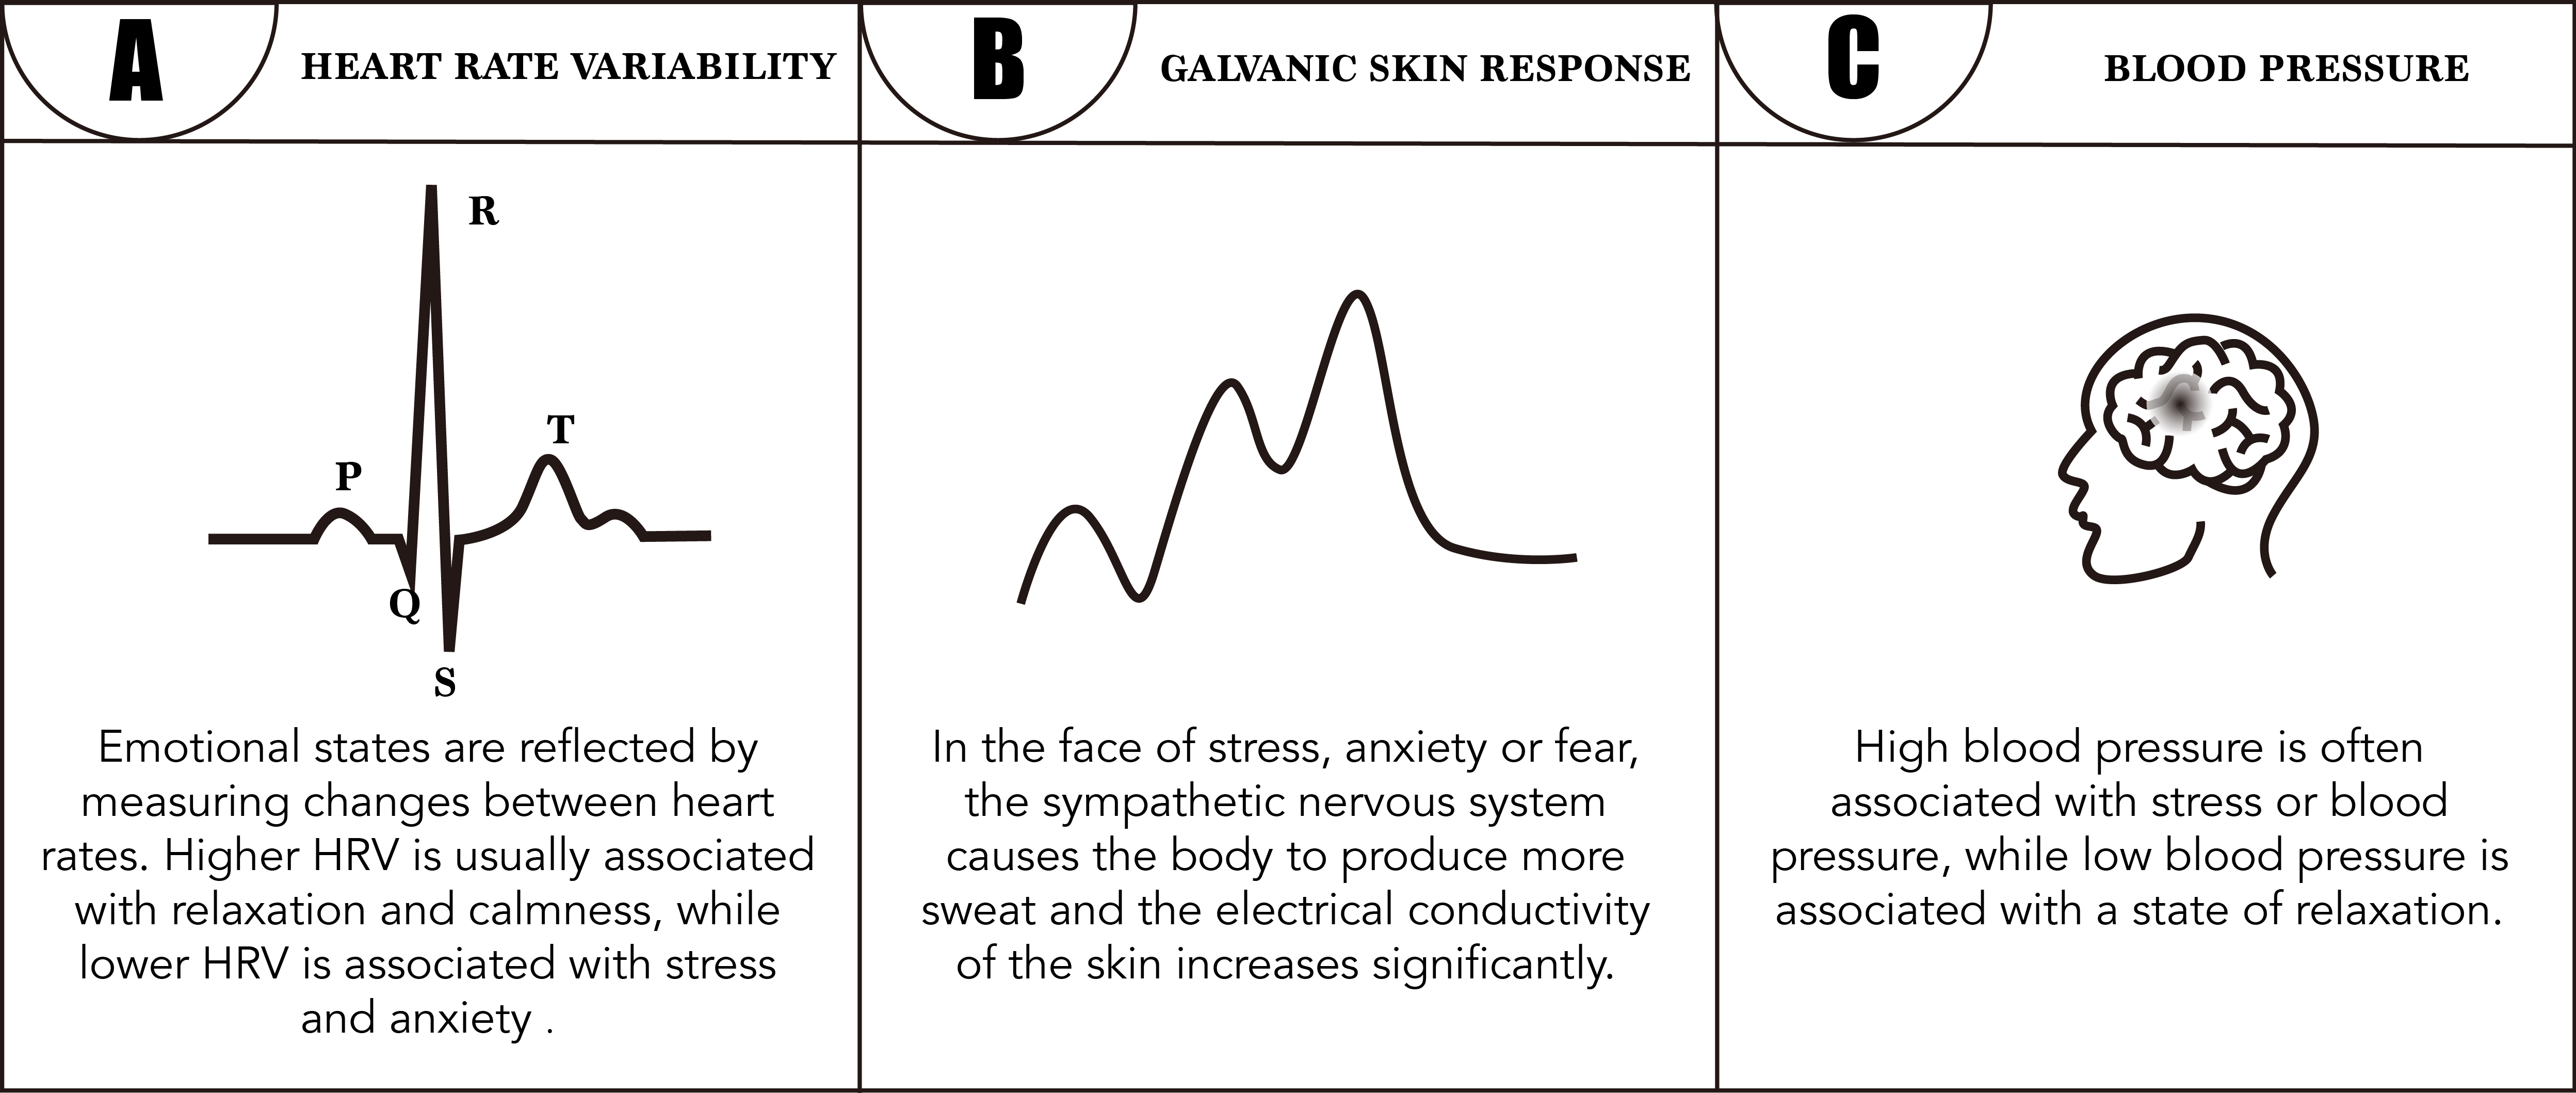 A
HEART RATE VARIABILITY
R
T
P
Q
S
Emotional states are reflected by
measuring changes between heart
rates. Higher HRV is usually associated
with relaxation and calmness, while
lower HRV is associated with stress
and anxiety .
B
GALVANIC SKIN RESPONSE
In the face of stress, anxiety or fear,
the sympathetic nervous system
causes the body to produce more
sweat and the electrical conductivity
of the skin increases significantly.
C
BLOOD PRESSURE
High blood pressure is often
associated with stress or blood
pressure, while low blood pressure is
associated with a state of relaxation.